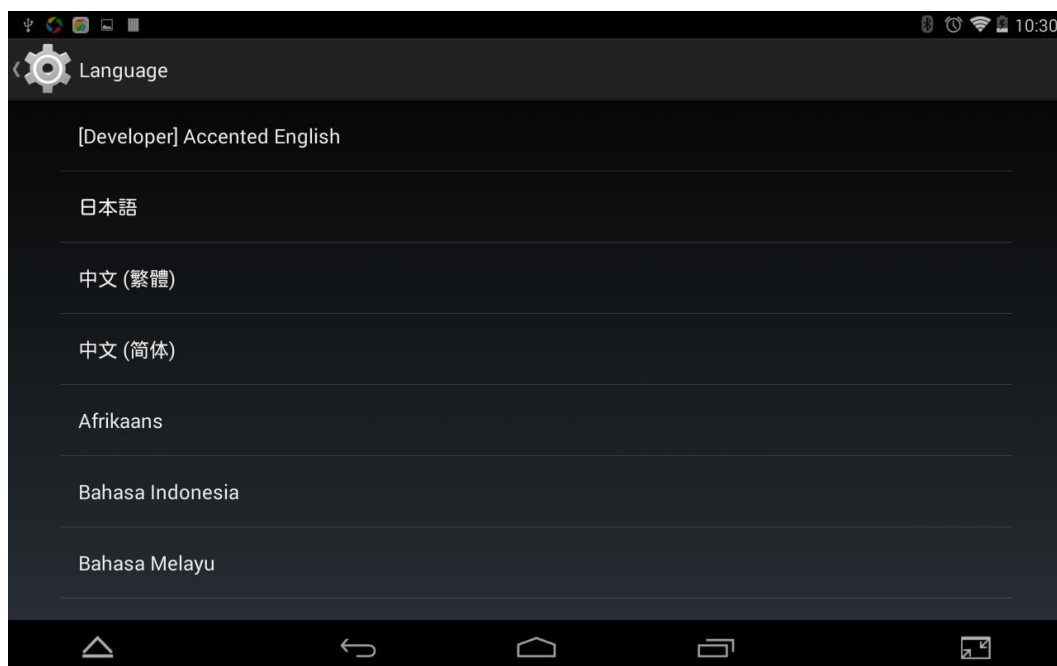 10:30
Language
[Developer] Accented English
日本語
中文 (繁體)
中文 (简体)
Afrikaans
Bahasa Indonesia
Bahasa Melayu